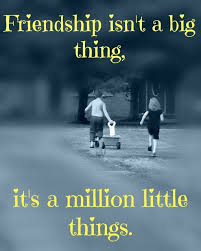 Friendship isn't a big
thing,
it's a million little
things.